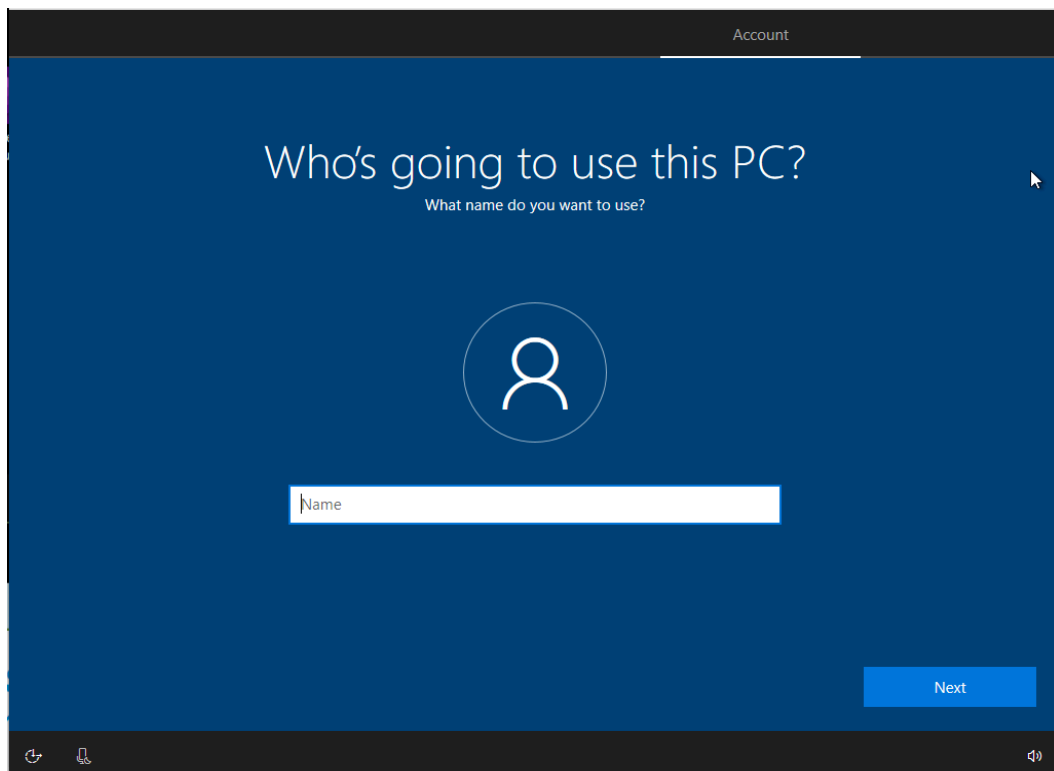 Account
Who's going to use this PC?
What name do you want to use?
Name
Next